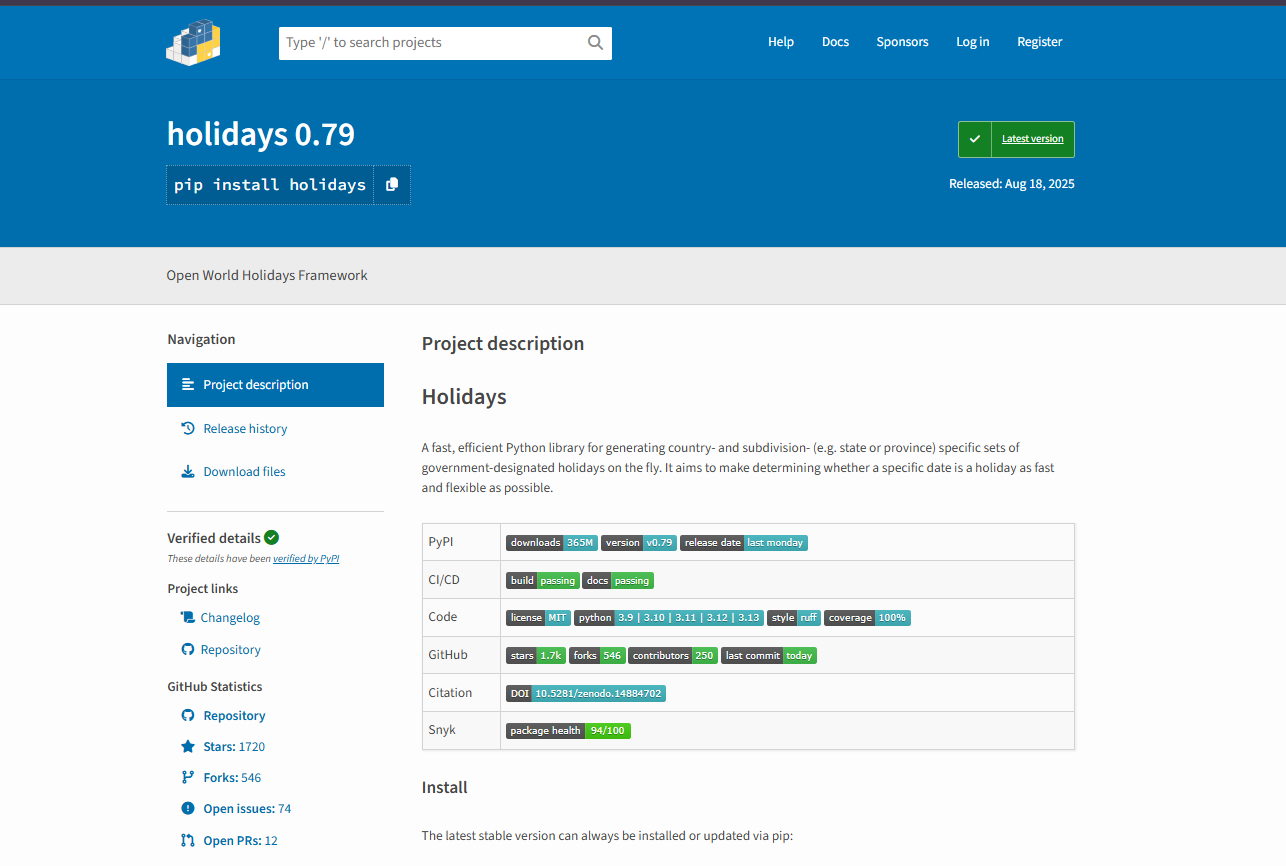 Type '/' to search projects
Help Docs Sponsors Log in Register
holidays 0.79
Latest version
pip install holidays
Released: Aug 18, 2025
Open World Holidays Framework
Navigation
Project description
Release history
Download files
Verified details
These details have been verified by PyPI
Project links
Changelog
Repository
GitHub Statistics
Repository
Stars: 1720
Forks: 546
Open issues: 74
Open PRs: 12
Project description
Holidays
A fast, efficient Python library for generating country- and subdivision- (e.g. state or province) specific sets of
government-designated holidays on the fly. It aims to make determining whether a specific date is a holiday as fast
and flexible as possible.
PyPI downloads 365M version v0.79 release date last monday
CI/CD build passing docs passing
Code license MIT python 3.9 | 3.10 | 3.11 | 3.12 | 3.13 style ruff coverage 100%
GitHub stars 1.7k forks 546 contributors 250 last commit today
Citation DOI 10.5281/zenodo.14884702
Snyk package health 94/100
Install
The latest stable version can always be installed or updated via pip: